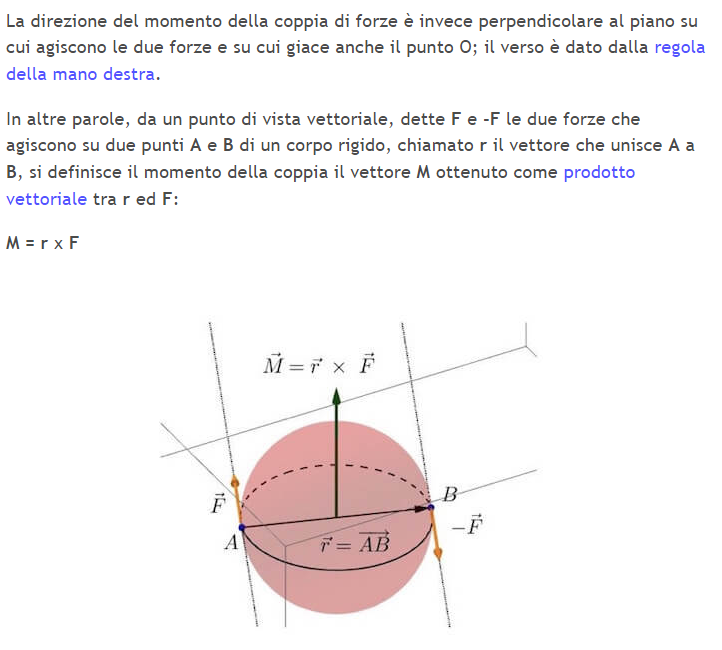 La direzione del momento della coppia di forze è invece perpendicolare al piano su
cui agiscono le due forze e su cui giace anche il punto O; il verso è dato dalla regola
della mano destra.
In altre parole, da un punto di vista vettoriale, dette F e -F le due forze che
agiscono su due punti A e B di un corpo rigido, chiamato r il vettore che unisce A a
B, si definisce il momento della coppia il vettore M ottenuto come prodotto
vettoriale tra r ed F:
M = r x F
M⃗ = r⃗ × F⃗
B
F⃗
−F⃗
A
r⃗ = A͞B⃗